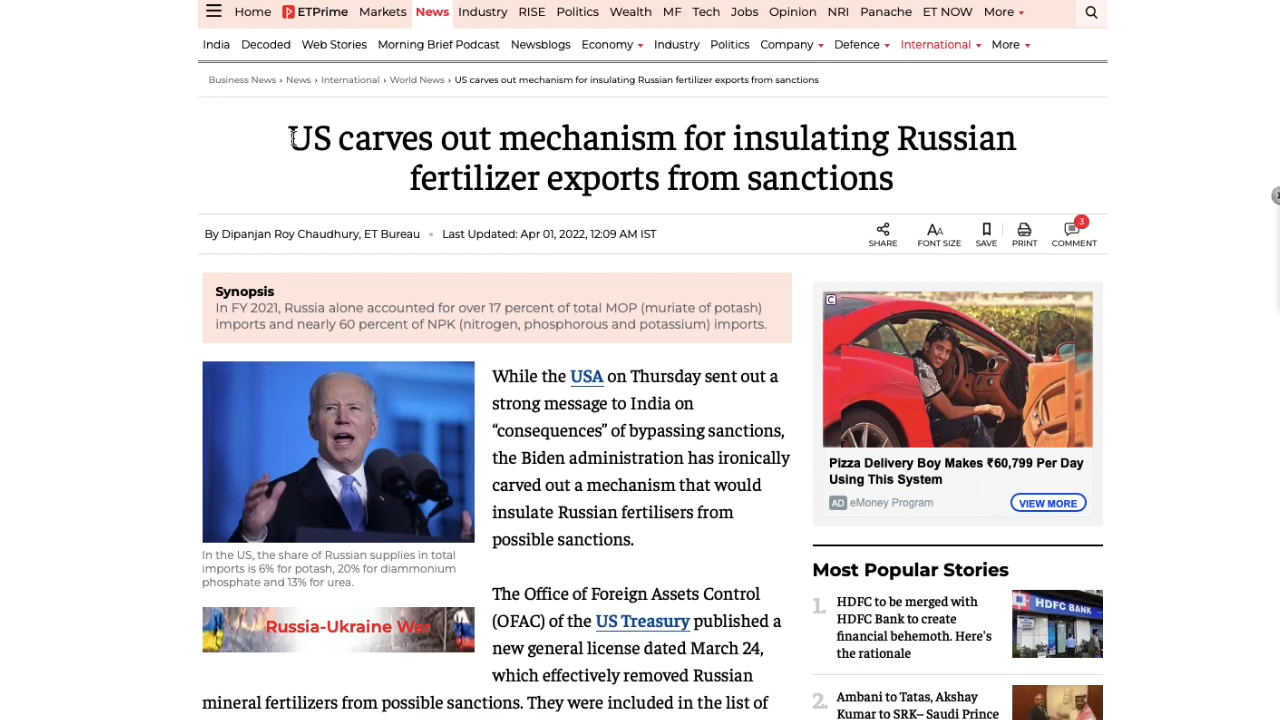 Home ETPrime Markets News Industry RISE Politics Wealth MF Tech Jobs Opinion NRI Panache ET NOW More
India Decoded Web Stories Morning Brief Podcast Newsblogs Economy Industry Politics Company Defence International More
Business News › News › International › World News › US carves out mechanism for insulating Russian fertilizer exports from sanctions
US carves out mechanism for insulating Russian
fertilizer exports from sanctions
By Dipanjan Roy Chaudhury, ET Bureau • Last Updated: Apr 01, 2022, 12:09 AM IST
3
SHARE FONT SIZE SAVE PRINT COMMENT
Synopsis
In FY 2021, Russia alone accounted for over 17 percent of total MOP (muriate of potash)
imports and nearly 60 percent of NPK (nitrogen, phosphorous and potassium) imports.
In the US, the share of Russian supplies in total
imports is 6% for potash, 20% for diammonium
phosphate and 13% for urea.
Russia-Ukraine War
While the USA on Thursday sent out a
strong message to India on
“consequences” of bypassing sanctions,
the Biden administration has ironically
carved out a mechanism that would
insulate Russian fertilisers from
possible sanctions.
The Office of Foreign Assets Control
(OFAC) of the US Treasury published a
new general license dated March 24,
which effectively removed Russian
mineral fertilizers from possible sanctions. They were included in the list of
Pizza Delivery Boy Makes ₹60,799 Per Day
Using This System
AD eMoney Program VIEW MORE
Most Popular Stories
1. HDFC to be merged with
HDFC Bank to create
financial behemoth. Here's
the rationale
HDFC BANK
2. Ambani to Tatas, Akshay
Kumar to SRK– Saudi Prince